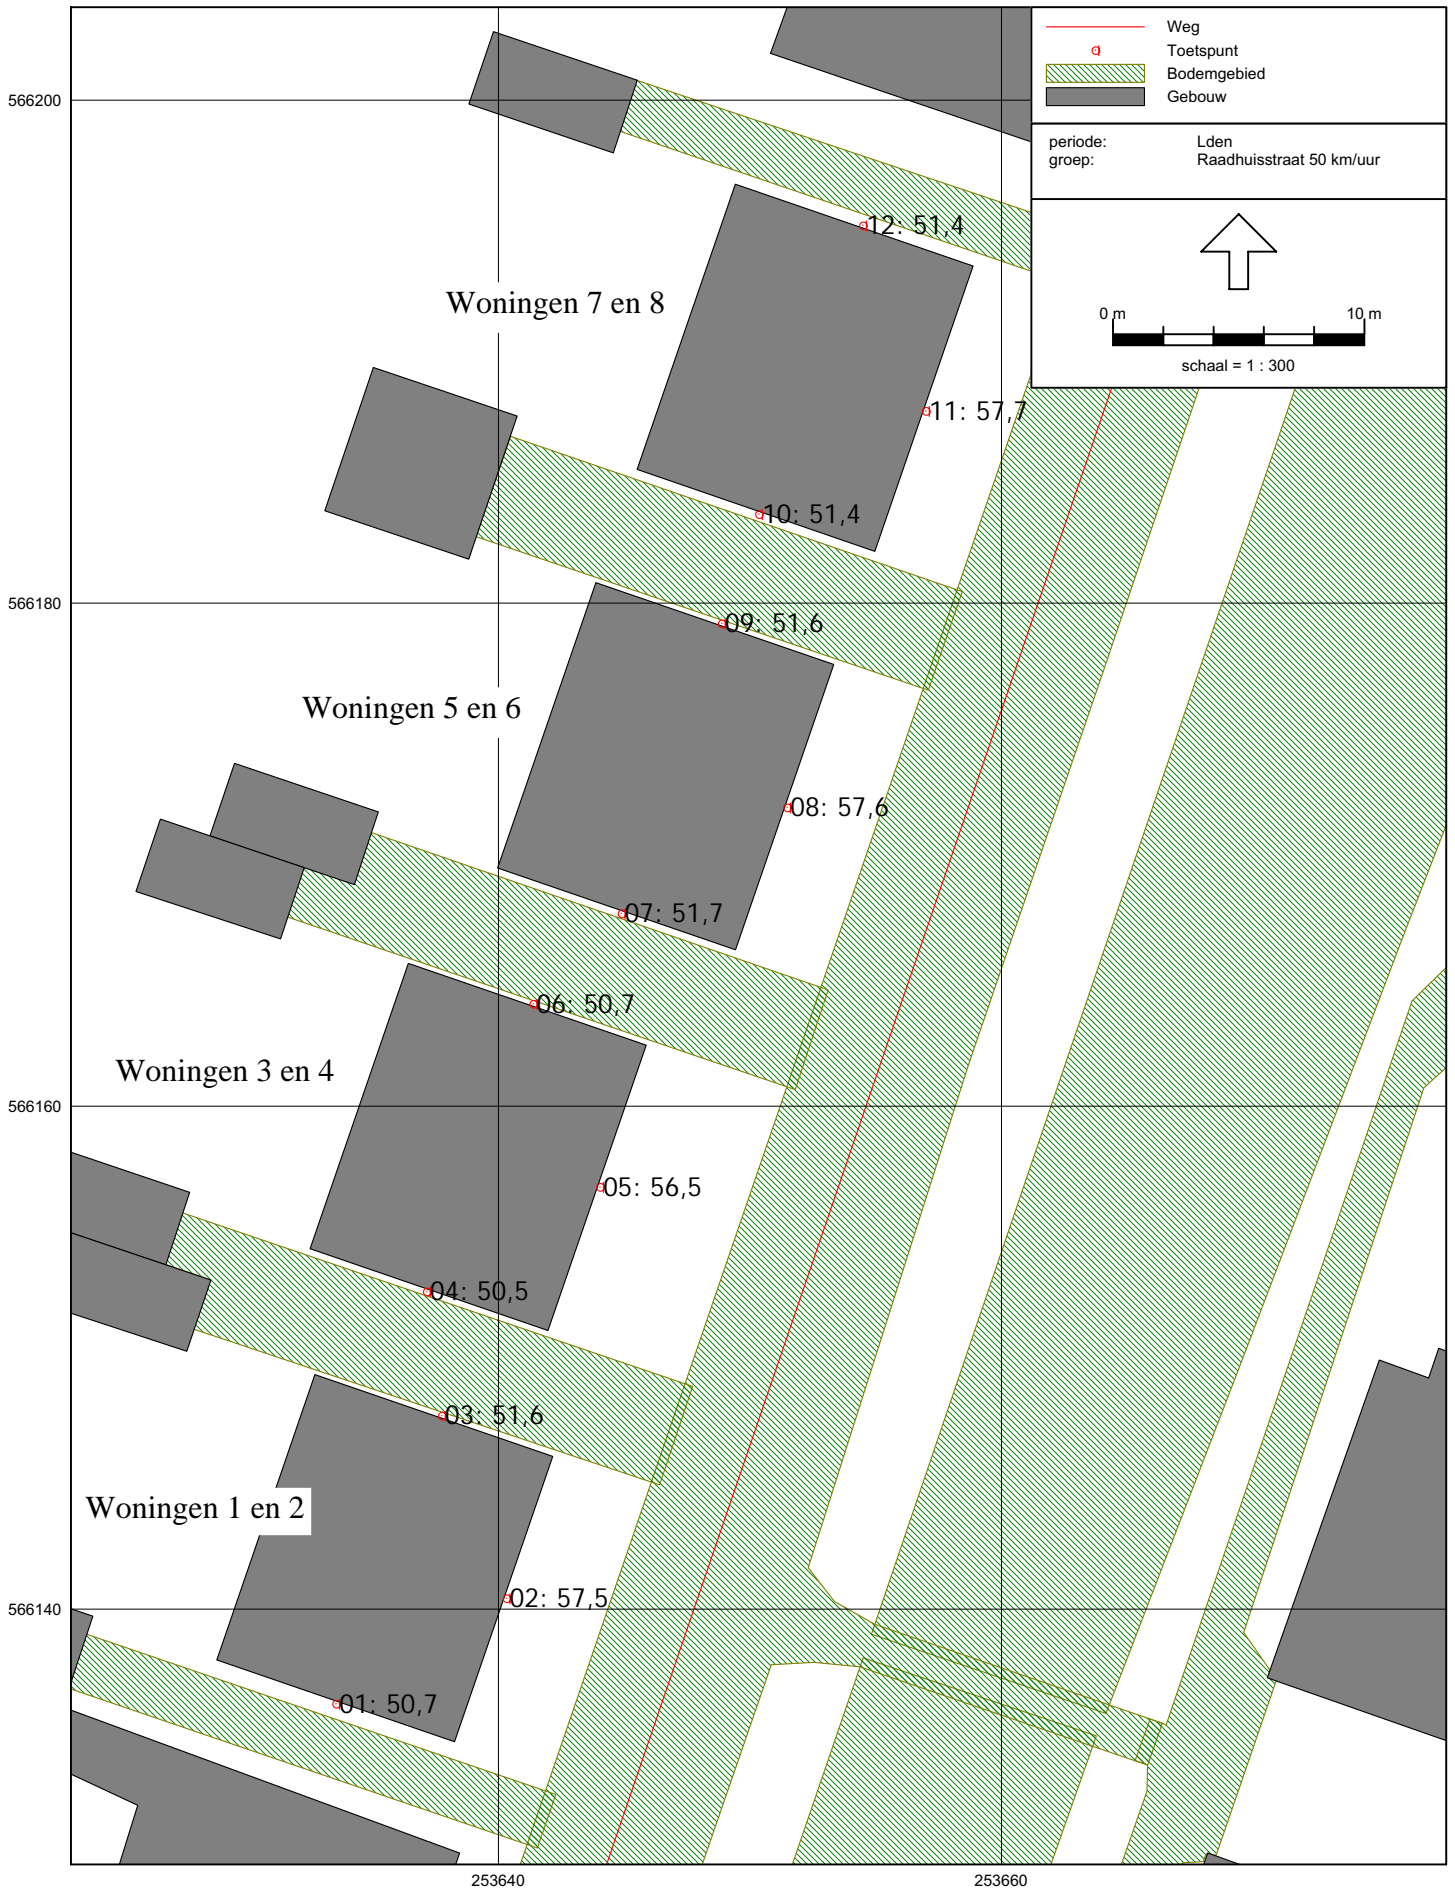 Weg
Toetspunt
Bodemgebied
Gebouw
periode: Lden
groep: Raadhuisstraat 50 km/uur
0 m 10 m
schaal = 1 : 300
566200
12: 51,4
Woningen 7 en 8
11: 57,7
10: 51,4
566180
09: 51,6
Woningen 5 en 6
08: 57,6
07: 51,7
06: 50,7
Woningen 3 en 4
566160
05: 56,5
04: 50,5
03: 51,6
Woningen 1 en 2
02: 57,5
566140
01: 50,7
253640 253660